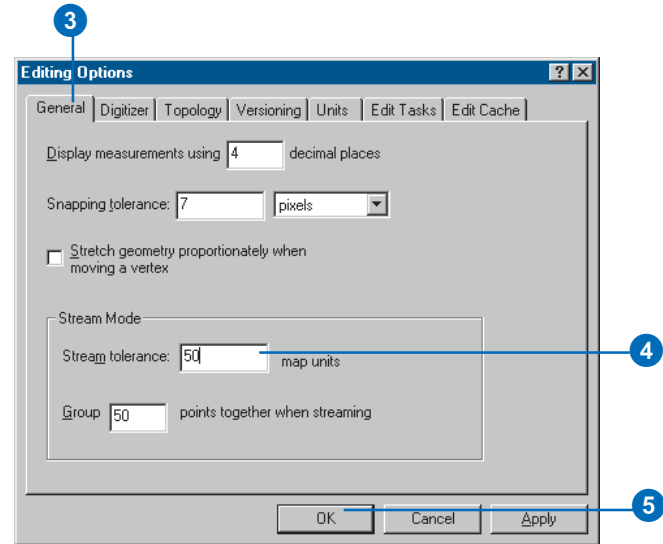 3
Editing Options
General Digitizer Topology Versioning Units Edit Tasks Edit Cache
Display measurements using 4 decimal places
Snapping tolerance: 7 pixels
Stretch geometry proportionately when
moving a vertex
Stream Mode
Stream tolerance: 50 map units
4
Group 50 points together when streaming
OK Cancel Apply
5